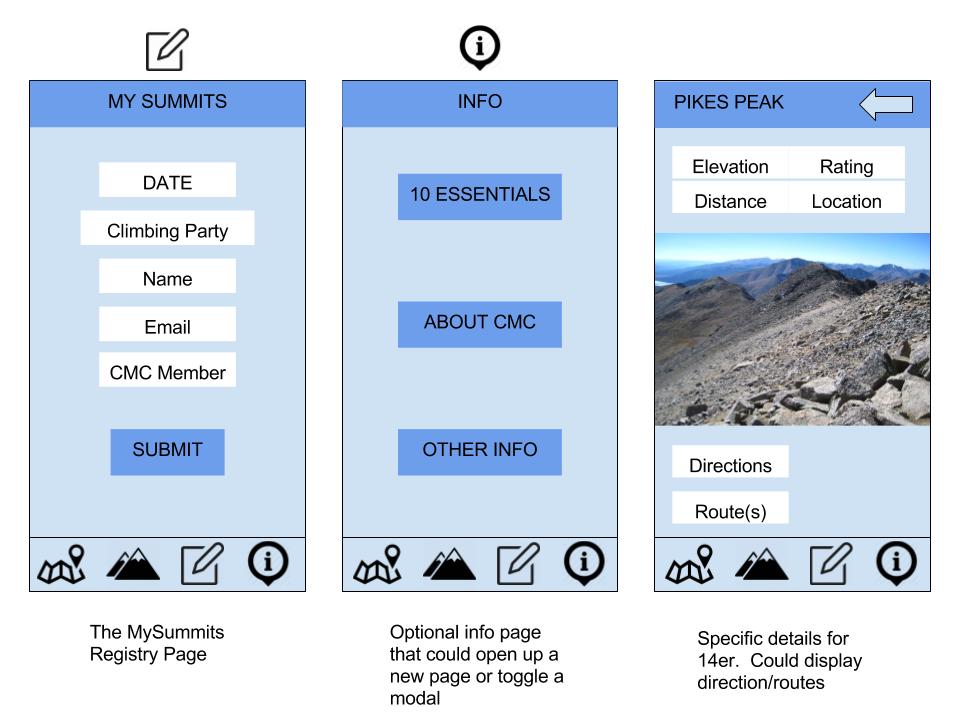 MY SUMMITS
DATE
Climbing Party
Name
Email
CMC Member
SUBMIT
The MySummits
Registry Page
INFO
10 ESSENTIALS
ABOUT CMC
OTHER INFO
Optional info page
that could open up a
new page or toggle a
modal
PIKES PEAK
Elevation Rating
Distance Location
Directions
Route(s)
Specific details for
14er.  Could display
direction/routes